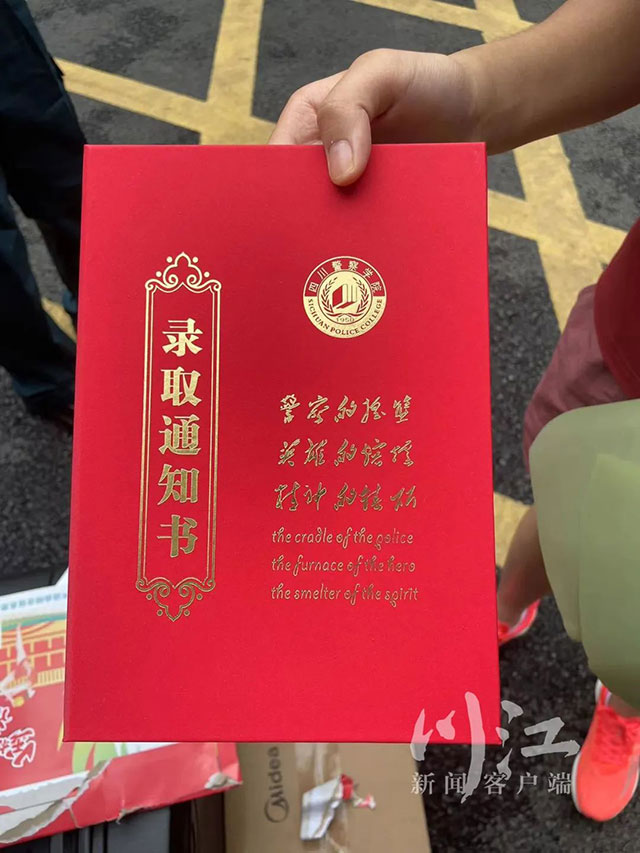 录取通知书
四川警察学院
SICHUAN POLICE COLLEGE
1950
警察的摇篮
英雄的熔炉
精神的

the cradle of the police
the furnace of the hero
the smelter of the spirit
Midea
川江
新闻客户端